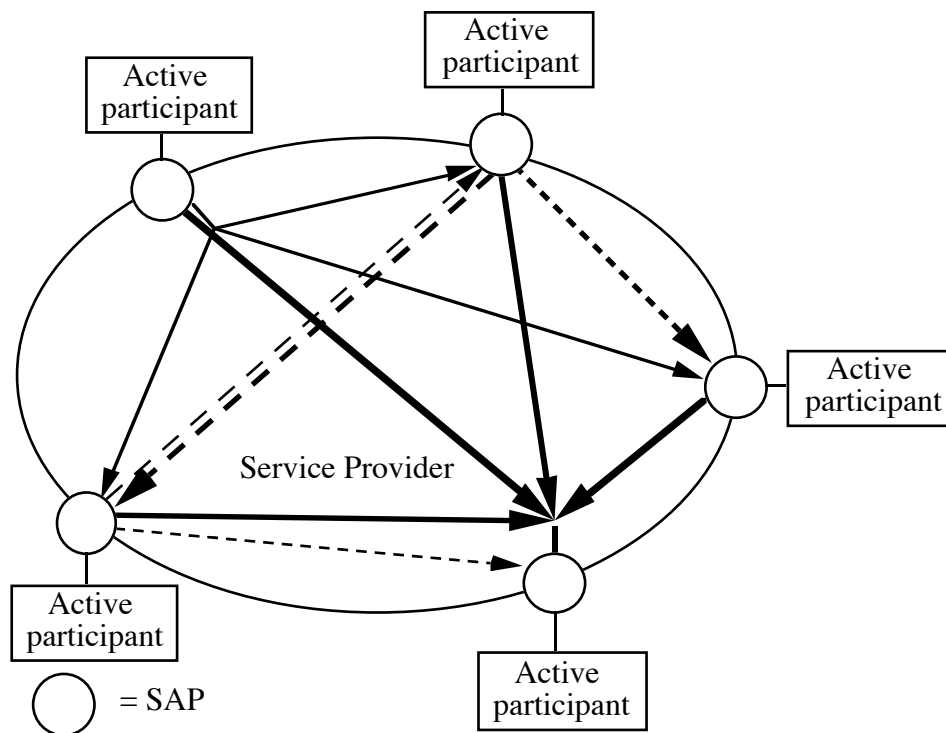 Active
participant
Active
participant
Active
participant
Service Provider
Active
participant
Active
participant
= SAP